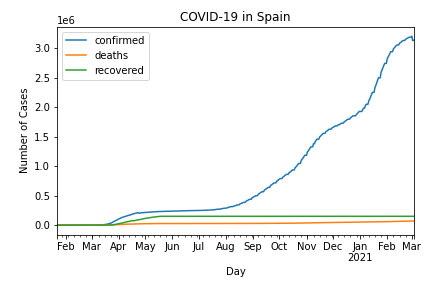 COVID-19 in Spain
1e6
confirmed
deaths
recovered
Number of Cases
3.0
2.5
2.0
1.5
1.0
0.5
0.0
Feb Mar Apr May Jun Jul Aug Sep Oct Nov Dec Jan Feb Mar
2021
Day